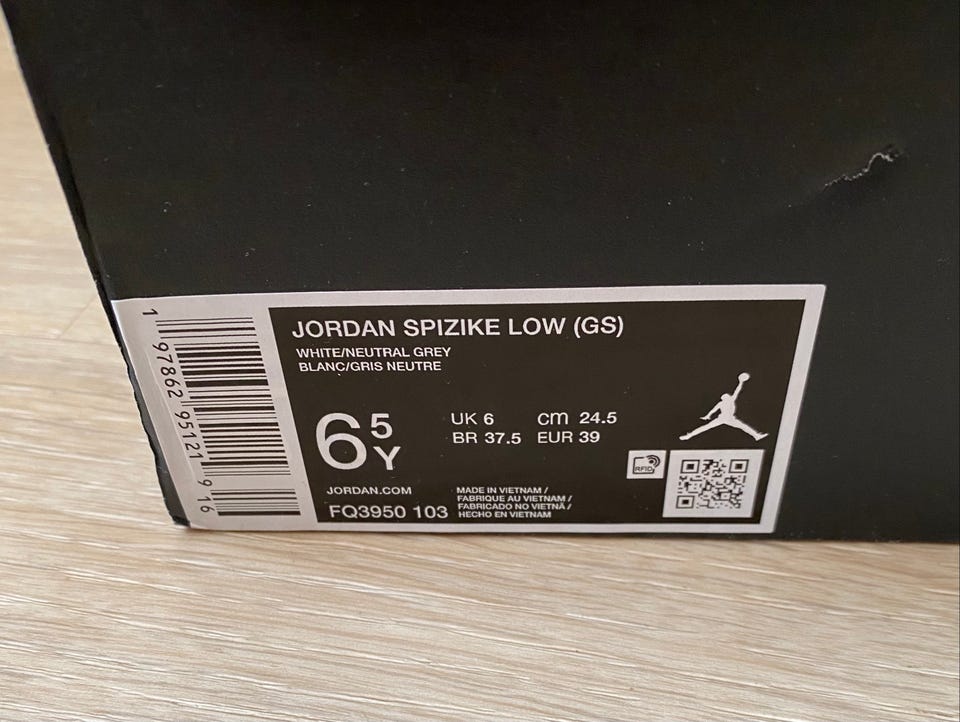 JORDAN SPIZIKE LOW (GS)
WHITE/NEUTRAL GREY
BLANC/GRIS NEUTRE
6 5 Y
UK 6 cm 24.5
BR 37.5 EUR 39
RFID
JORDAN.COM
FQ3950 103
MADE IN VIETNAM /
FABRIQUE AU VIETNAM /
FABRICADO NO VIETNÃ /
HECHO EN VIETNAM
1 97862 95121 9 16